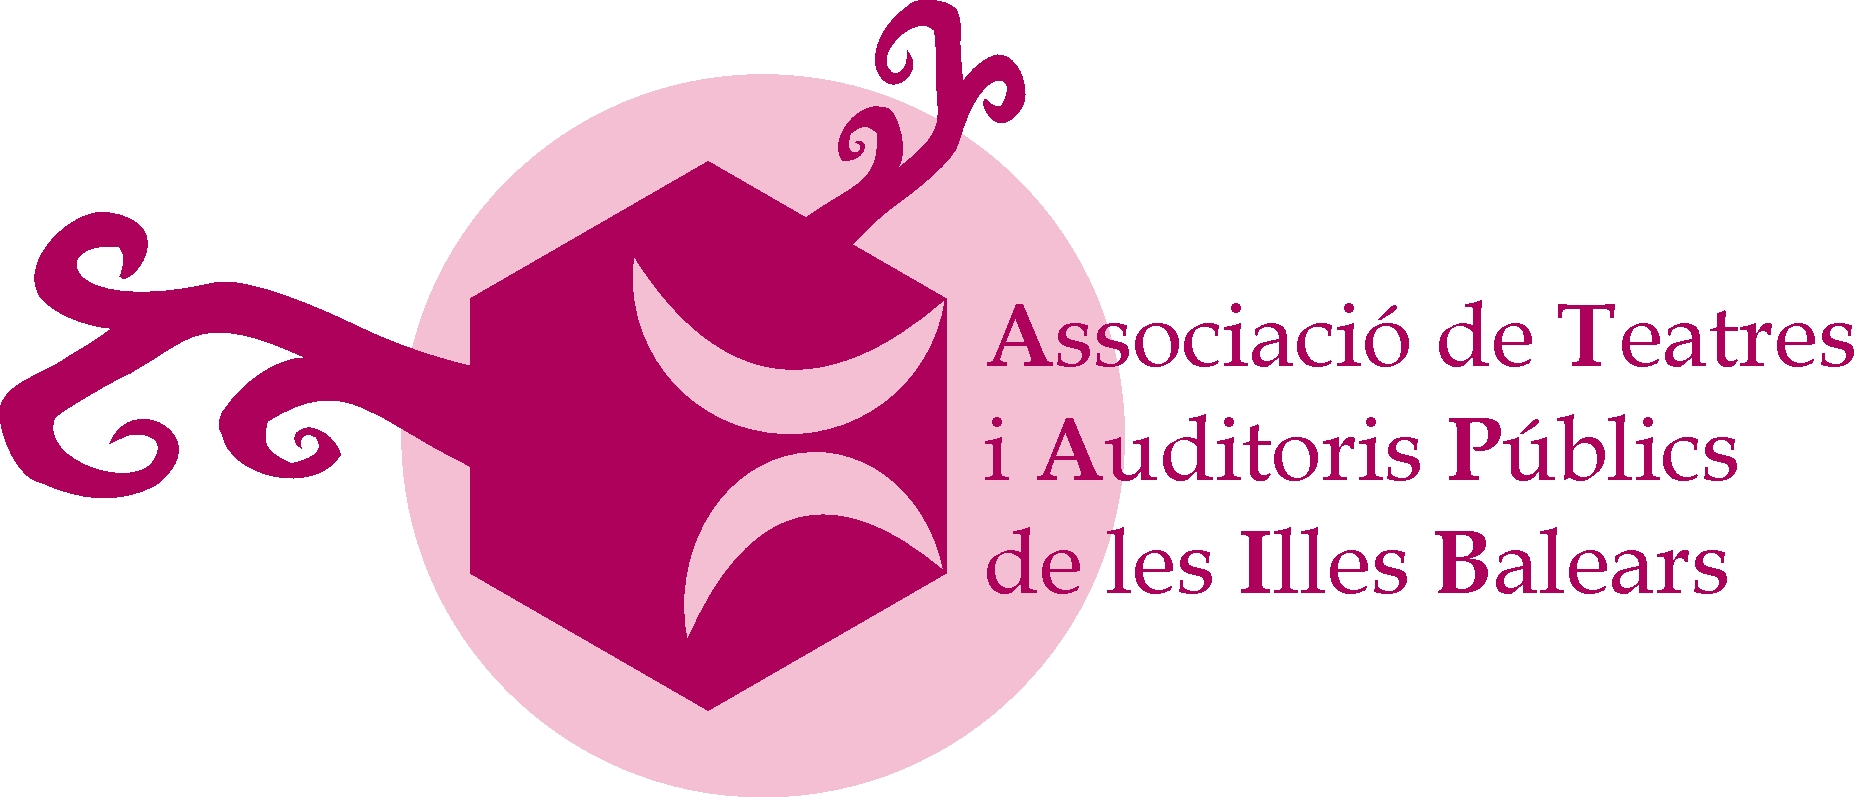 Associació de Teatres
i Auditoris Públics
de les Illes Balears